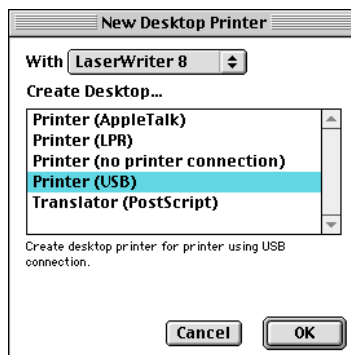 New Desktop Printer
With LaserWriter 8
Create Desktop...
Printer (AppleTalk)
Printer (LPR)
Printer (no printer connection)
Printer (USB)
Translator (PostScript)
Create desktop printer for printer using USB
connection.
Cancel OK